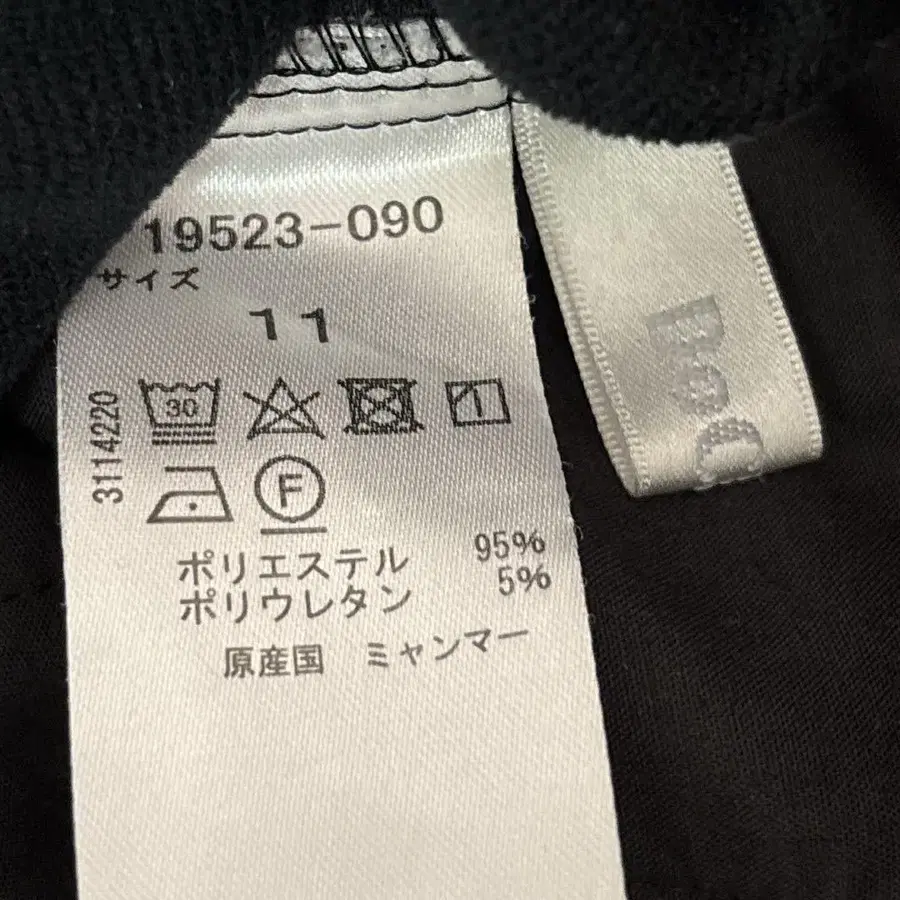 19523-090
サイズ
11
3114220
30
F
ポリエステル 95%
ポリウレタン 5%
原産国 ミャンマー